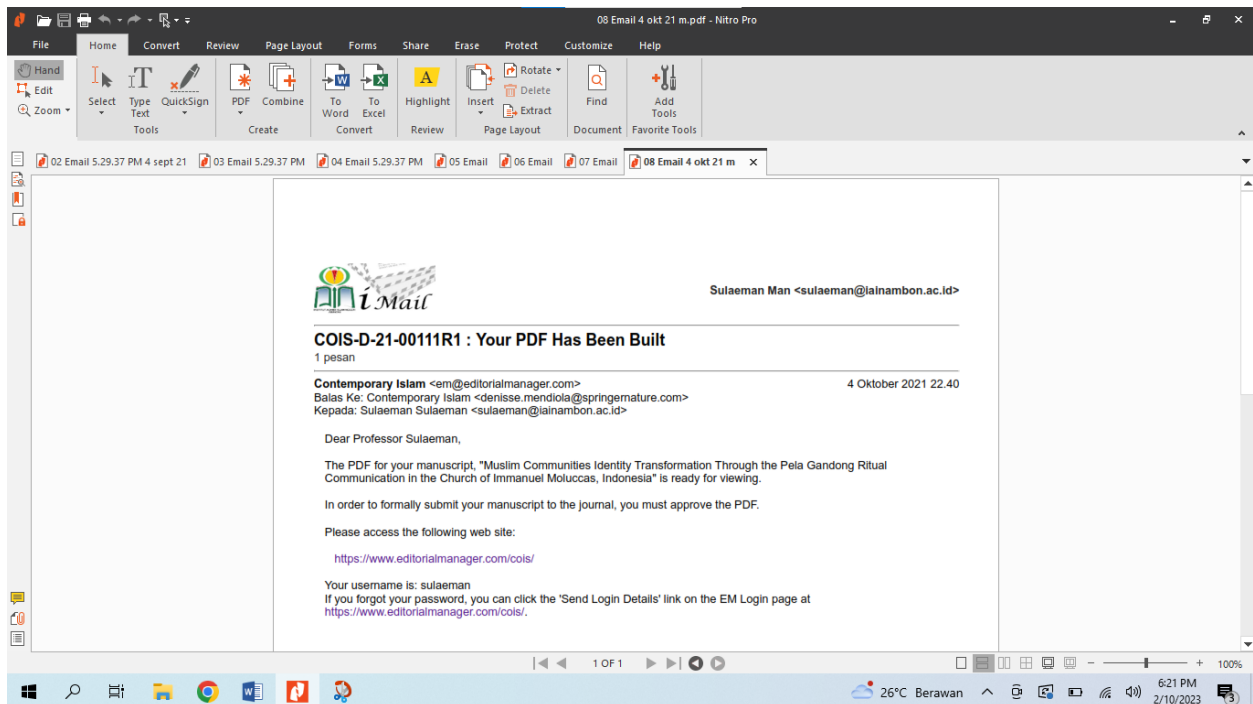 08 Email 4 okt 21 m.pdf - Nitro Pro
File Home Convert Review Page Layout Forms Share Erase Protect Customize Help
Hand
Edit
Zoom
Select
Type Text
QuickSign
Tools
PDF
Combine
Create
To Word
To Excel
Convert
Highlight
Review
Insert
Rotate
Delete
Extract
Page Layout
Find
Document
Add Tools
Favorite Tools
02 Email 5.29.37 PM 4 sept 21 03 Email 5.29.37 PM 04 Email 5.29.37 PM 05 Email 06 Email 07 Email 08 Email 4 okt 21 m
iMail
Sulaeman Man <sulaeman@iainambon.ac.id>
COIS-D-21-00111R1 : Your PDF Has Been Built
1 pesan
Contemporary Islam <em@editorialmanager.com> 4 Oktober 2021 22.40
Balas Ke: Contemporary Islam <denisse.mendiola@springernature.com>
Kepada: Sulaeman Sulaeman <sulaeman@iainambon.ac.id>
Dear Professor Sulaeman,
The PDF for your manuscript, "Muslim Communities Identity Transformation Through the Pela Gandong Ritual
Communication in the Church of Immanuel Moluccas, Indonesia" is ready for viewing.
In order to formally submit your manuscript to the journal, you must approve the PDF.
Please access the following web site:
https://www.editorialmanager.com/cois/
Your username is: sulaeman
If you forgot your password, you can click the 'Send Login Details' link on the EM Login page at
https://www.editorialmanager.com/cois/.
1 OF 1
100%
26°C Berawan
6:21 PM
2/10/2023
3